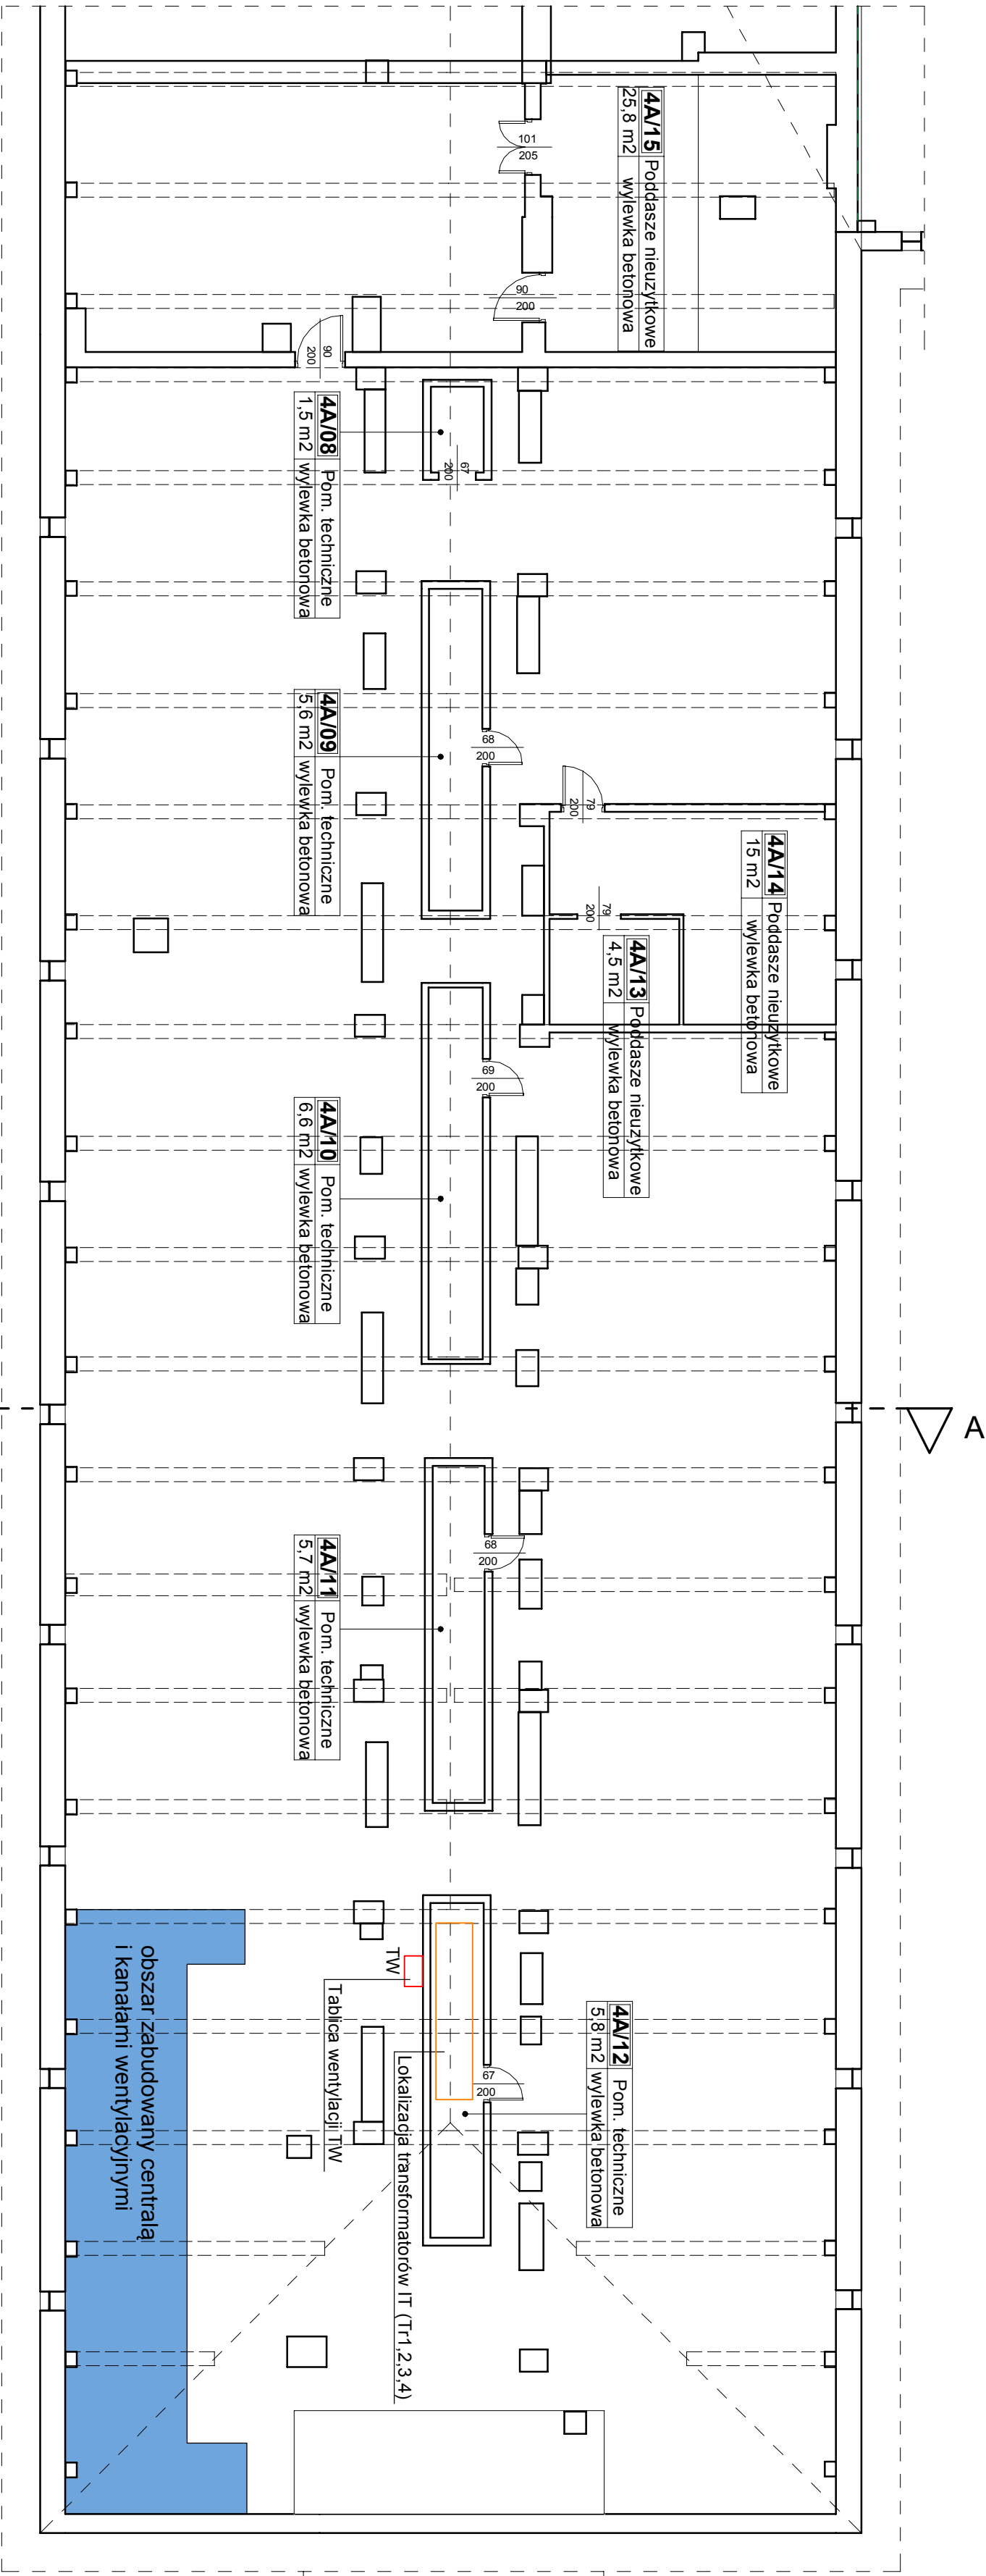 4A/15 Poddasze nieużytkowe
25,8 m2 wylewka betonowa
101
205
90
200
90
200
4A/08 Pom. techniczne
1,5 m2 wylewka betonowa
67
200
4A/09 Pom. techniczne
5,6 m2 wylewka betonowa
68
200
79
200
4A/14 Poddasze nieużytkowe
15 m2 wylewka betonowa
79
200
4A/13 Poddasze nieużytkowe
4,5 m2 wylewka betonowa
69
200
4A/10 Pom. techniczne
6,6 m2 wylewka betonowa
A
68
200
4A/11 Pom. techniczne
5,7 m2 wylewka betonowa
4A/12 Pom. techniczne
5,8 m2 wylewka betonowa
67
200
TW
Tablica wentylacji TW
Lokalizacja transformatorów IT (Tr1,2,3,4)
obszar zabudowany centralą
i kanałami wentylacyjnymi